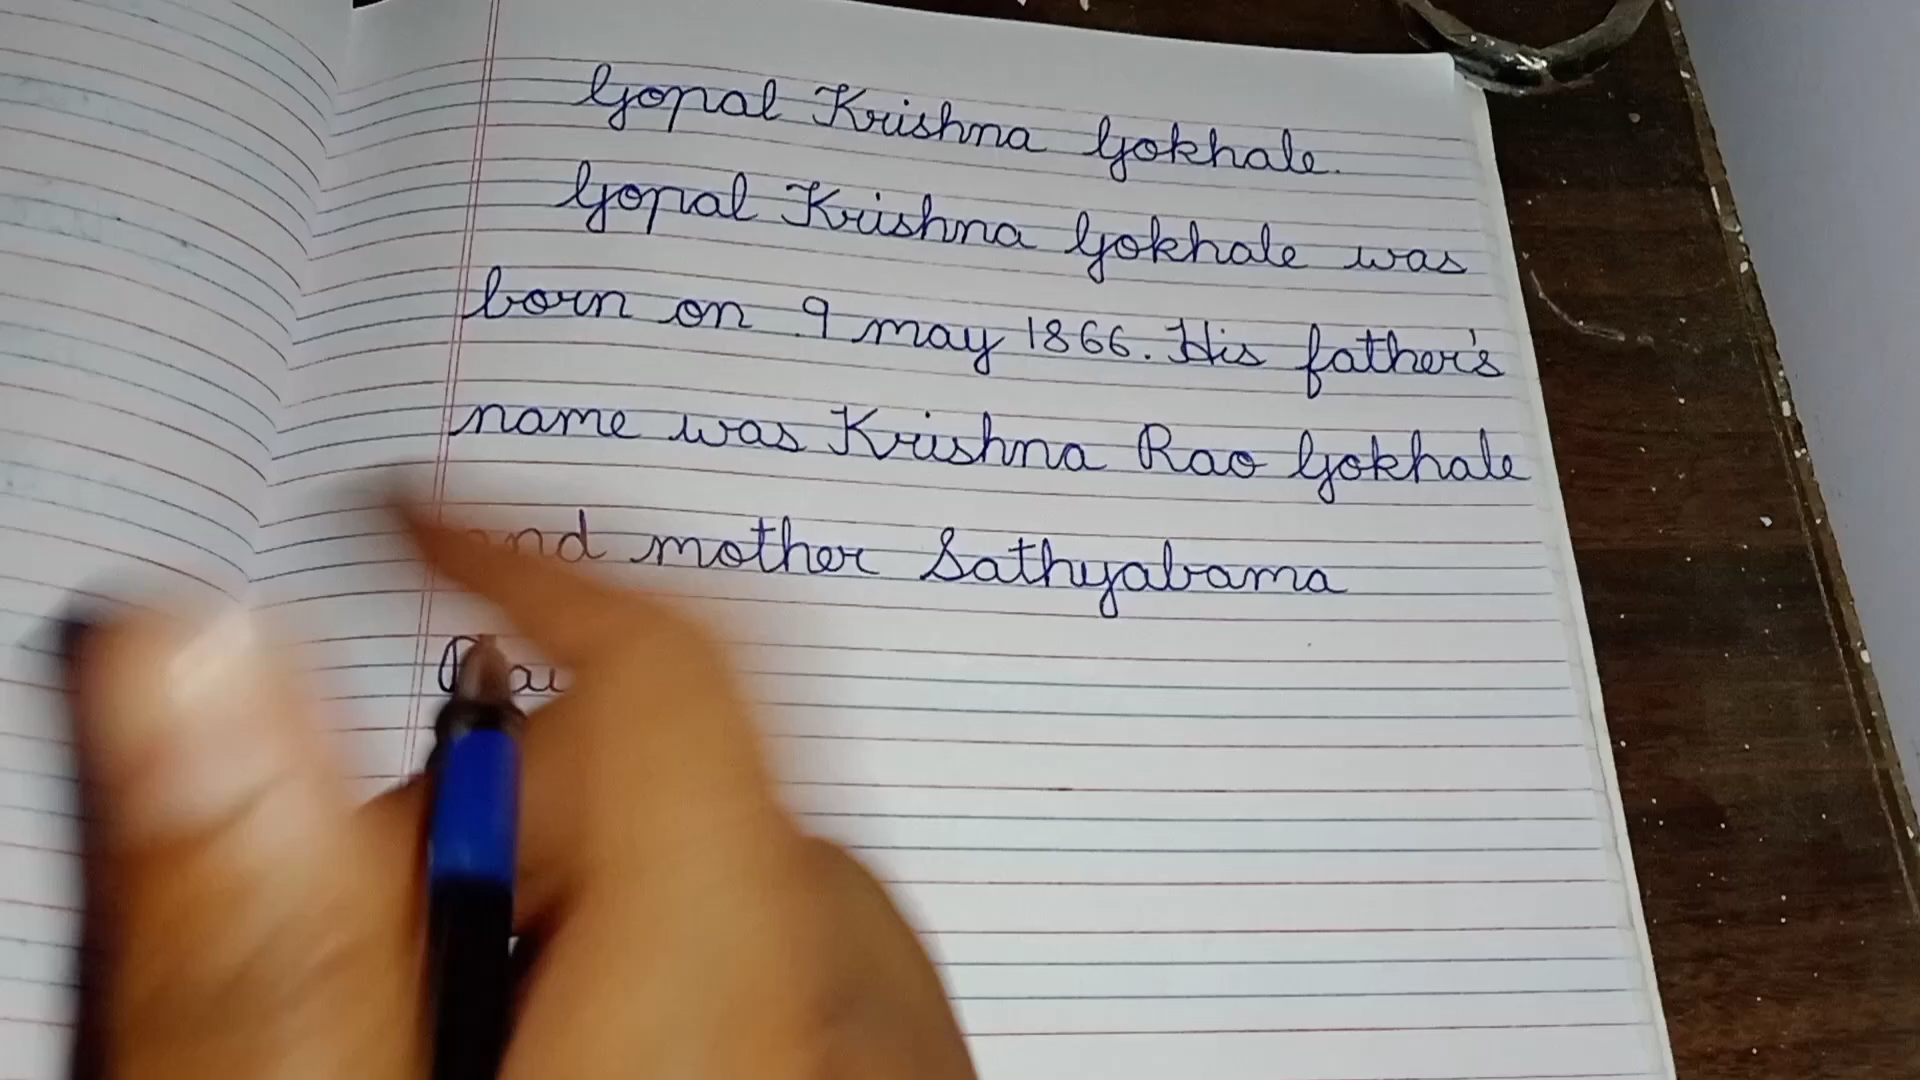 Gopal Krishna Gokhale.
Gopal Krishna Gokhale was
born on 9 may 1866. His father's
name was Krishna Rao Gokhale
and mother Sathyabama